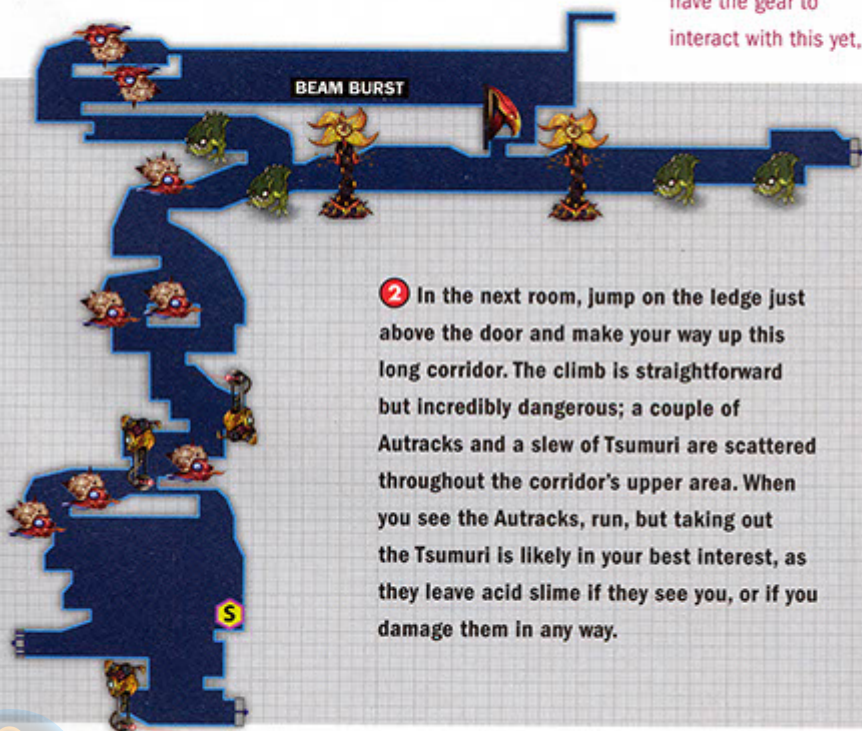 have the gear to
interact with this yet,
BEAM BURST
2 In the next room, jump on the ledge just
above the door and make your way up this
long corridor. The climb is straightforward
but incredibly dangerous; a couple of
Autracks and a slew of Tsumuri are scattered
throughout the corridor's upper area. When
you see the Autracks, run, but taking out
the Tsumuri is likely in your best interest, as
they leave acid slime if they see you, or if you
damage them in any way.
S